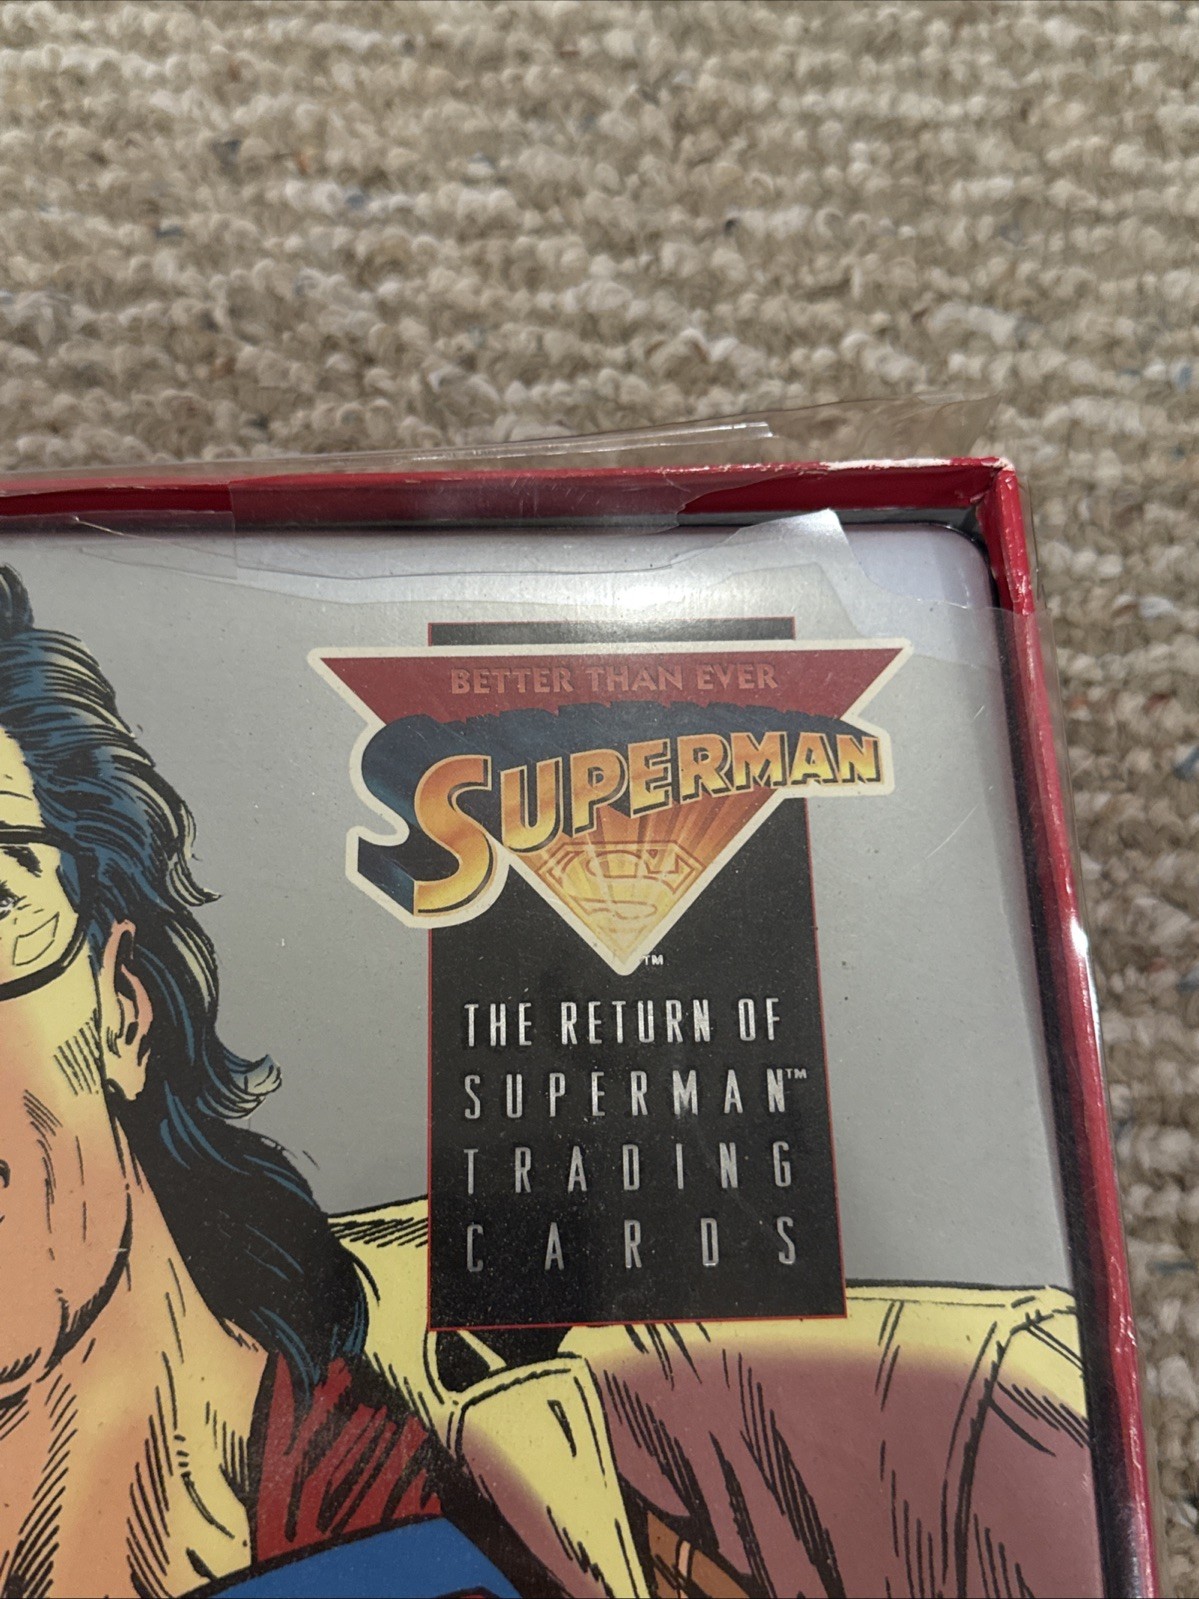 BETTER THAN EVER
SUPERMAN
TM
THE RETURN OF
SUPERMAN™
TRADING
CARDS